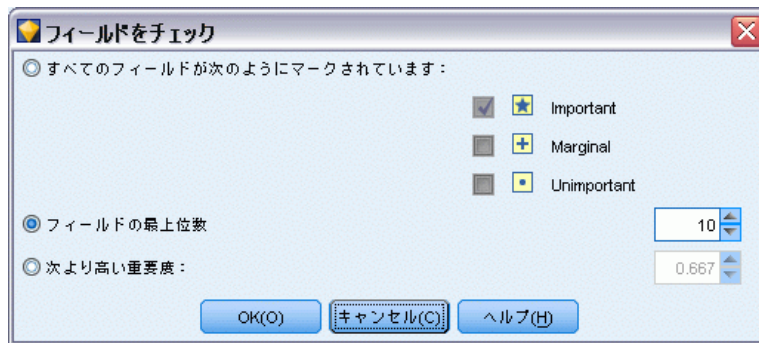 フィールドをチェック
すべてのフィールドが次のようにマークされています：
Important
Marginal
Unimportant
フィールドの最上位数
10
次より高い重要度：
0.667
OK(O)
キャンセル(C)
ヘルプ(H)